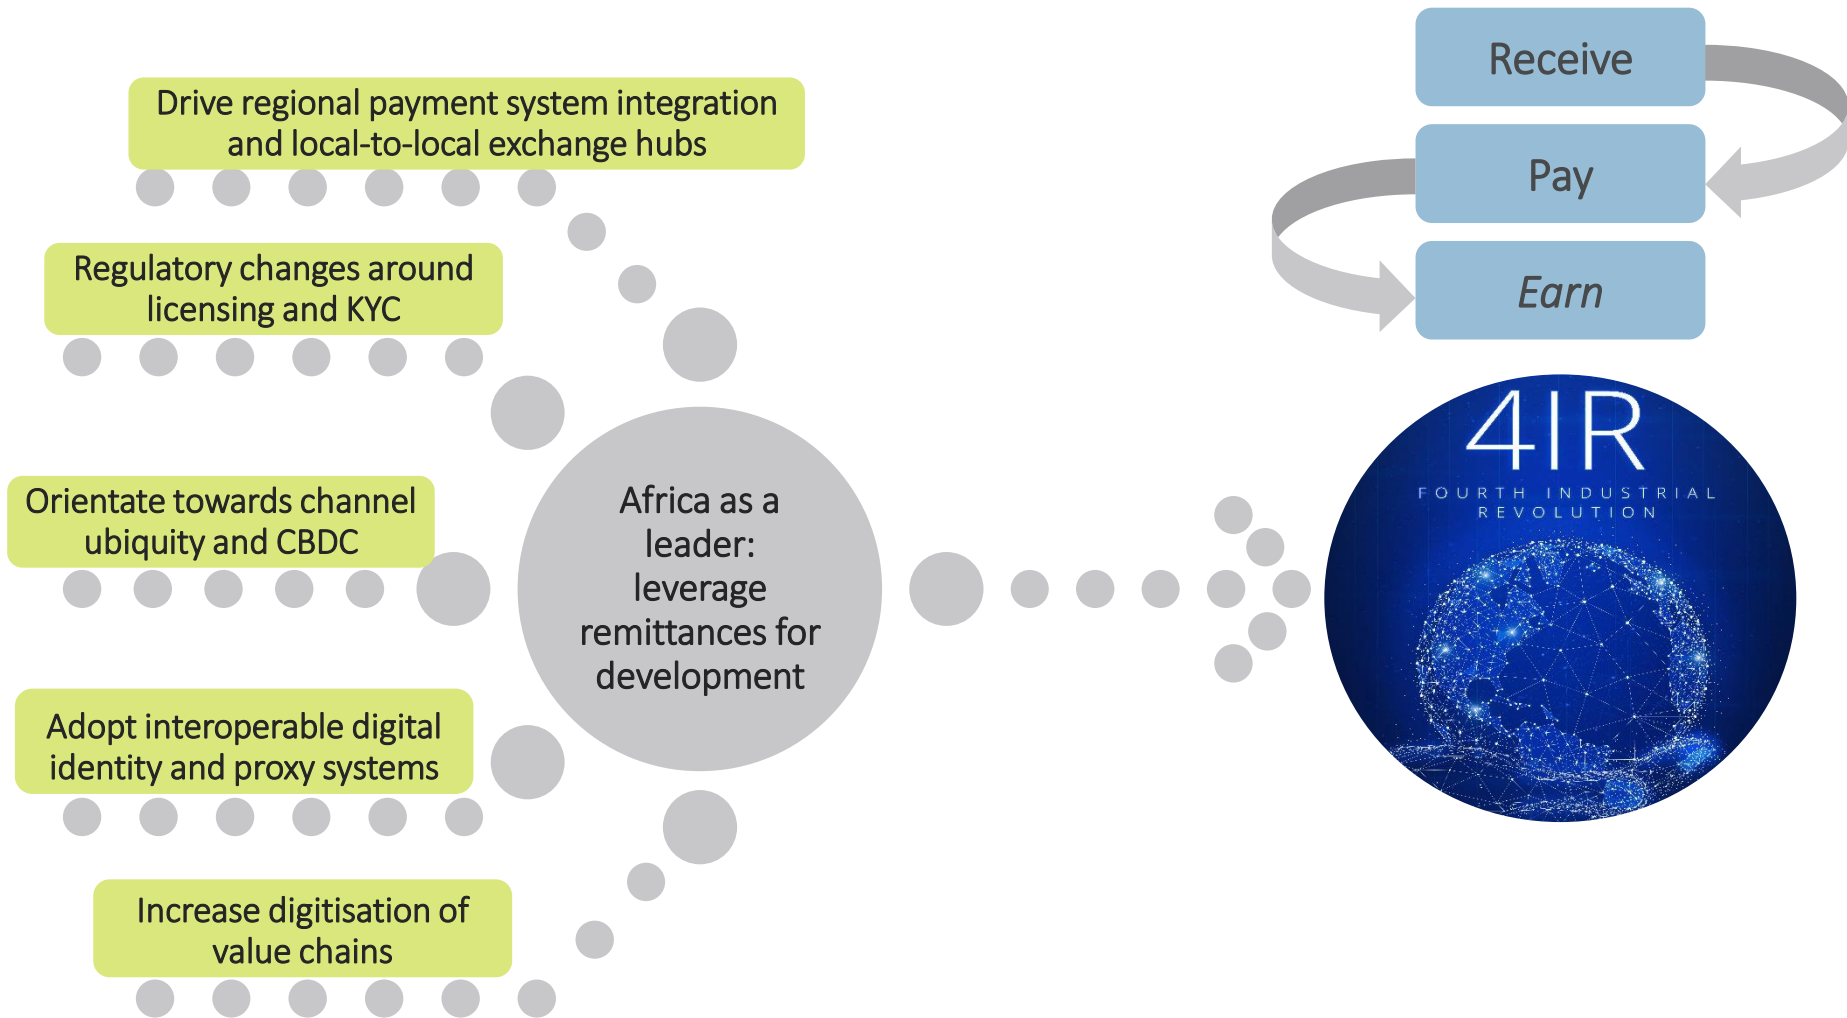 Drive regional payment system integration
and local-to-local exchange hubs
Regulatory changes around
licensing and KYC
Orientate towards channel
ubiquity and CBDC
Adopt interoperable digital
identity and proxy systems
Increase digitisation of
value chains
Africa as a
leader:
leverage
remittances for
development
Receive
Pay
Earn
4IR
FOURTH INDUSTRIAL
REVOLUTION